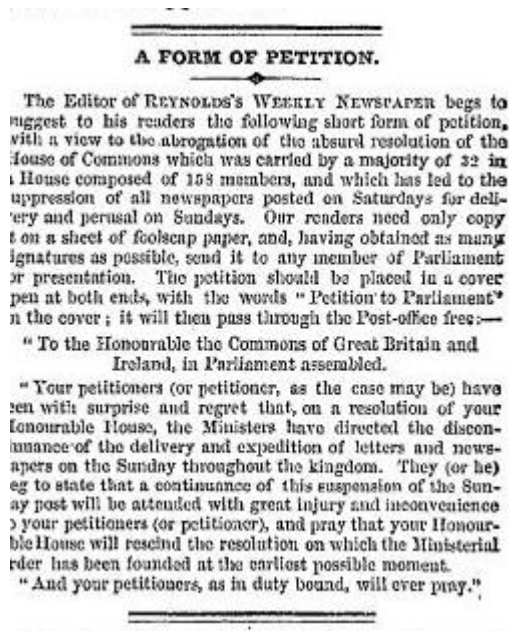 A FORM OF PETITION.
The Editor of REYNOLDS'S WEEKLY NEWSPAPER begs to
uggest to his readers the following short form of petition,
vith a view to the abrogation of the absurd resolution of the
House of Commons which was carried by a majority of 32 in
a House composed of 158 members, and which has led to the
uppression of all newspapers posted on Saturdays for deli-
very and perusal on Sundays. Our readers need only copy
t on a sheet of foolscap paper, and, having obtained as many
ignatures as possible, send it to any member of Parliament
or presentation. The petition should be placed in a cover
pen at both ends, with the words "Petition to Parliament"
n the cover; it will then pass through the Post-office free:—
"To the Honourable the Commons of Great Britain and
Ireland, in Parliament assembled.
"Your petitioners (or petitioner, as the case may be) have
een with surprise and regret that, on a resolution of your
Honourable House, the Ministers have directed the discon-
inuance of the delivery and expedition of letters and news-
apers on the Sunday throughout the kingdom. They (or he)
eg to state that a continuance of this suspension of the Sun-
ay post will be attended with great injury and inconvenience
o your petitioners (or petitioner), and pray that your Honour-
ble House will rescind the resolution on which the Ministerial
rder has been founded at the earliest possible moment.
"And your petitioners, as in duty bound, will ever pray."